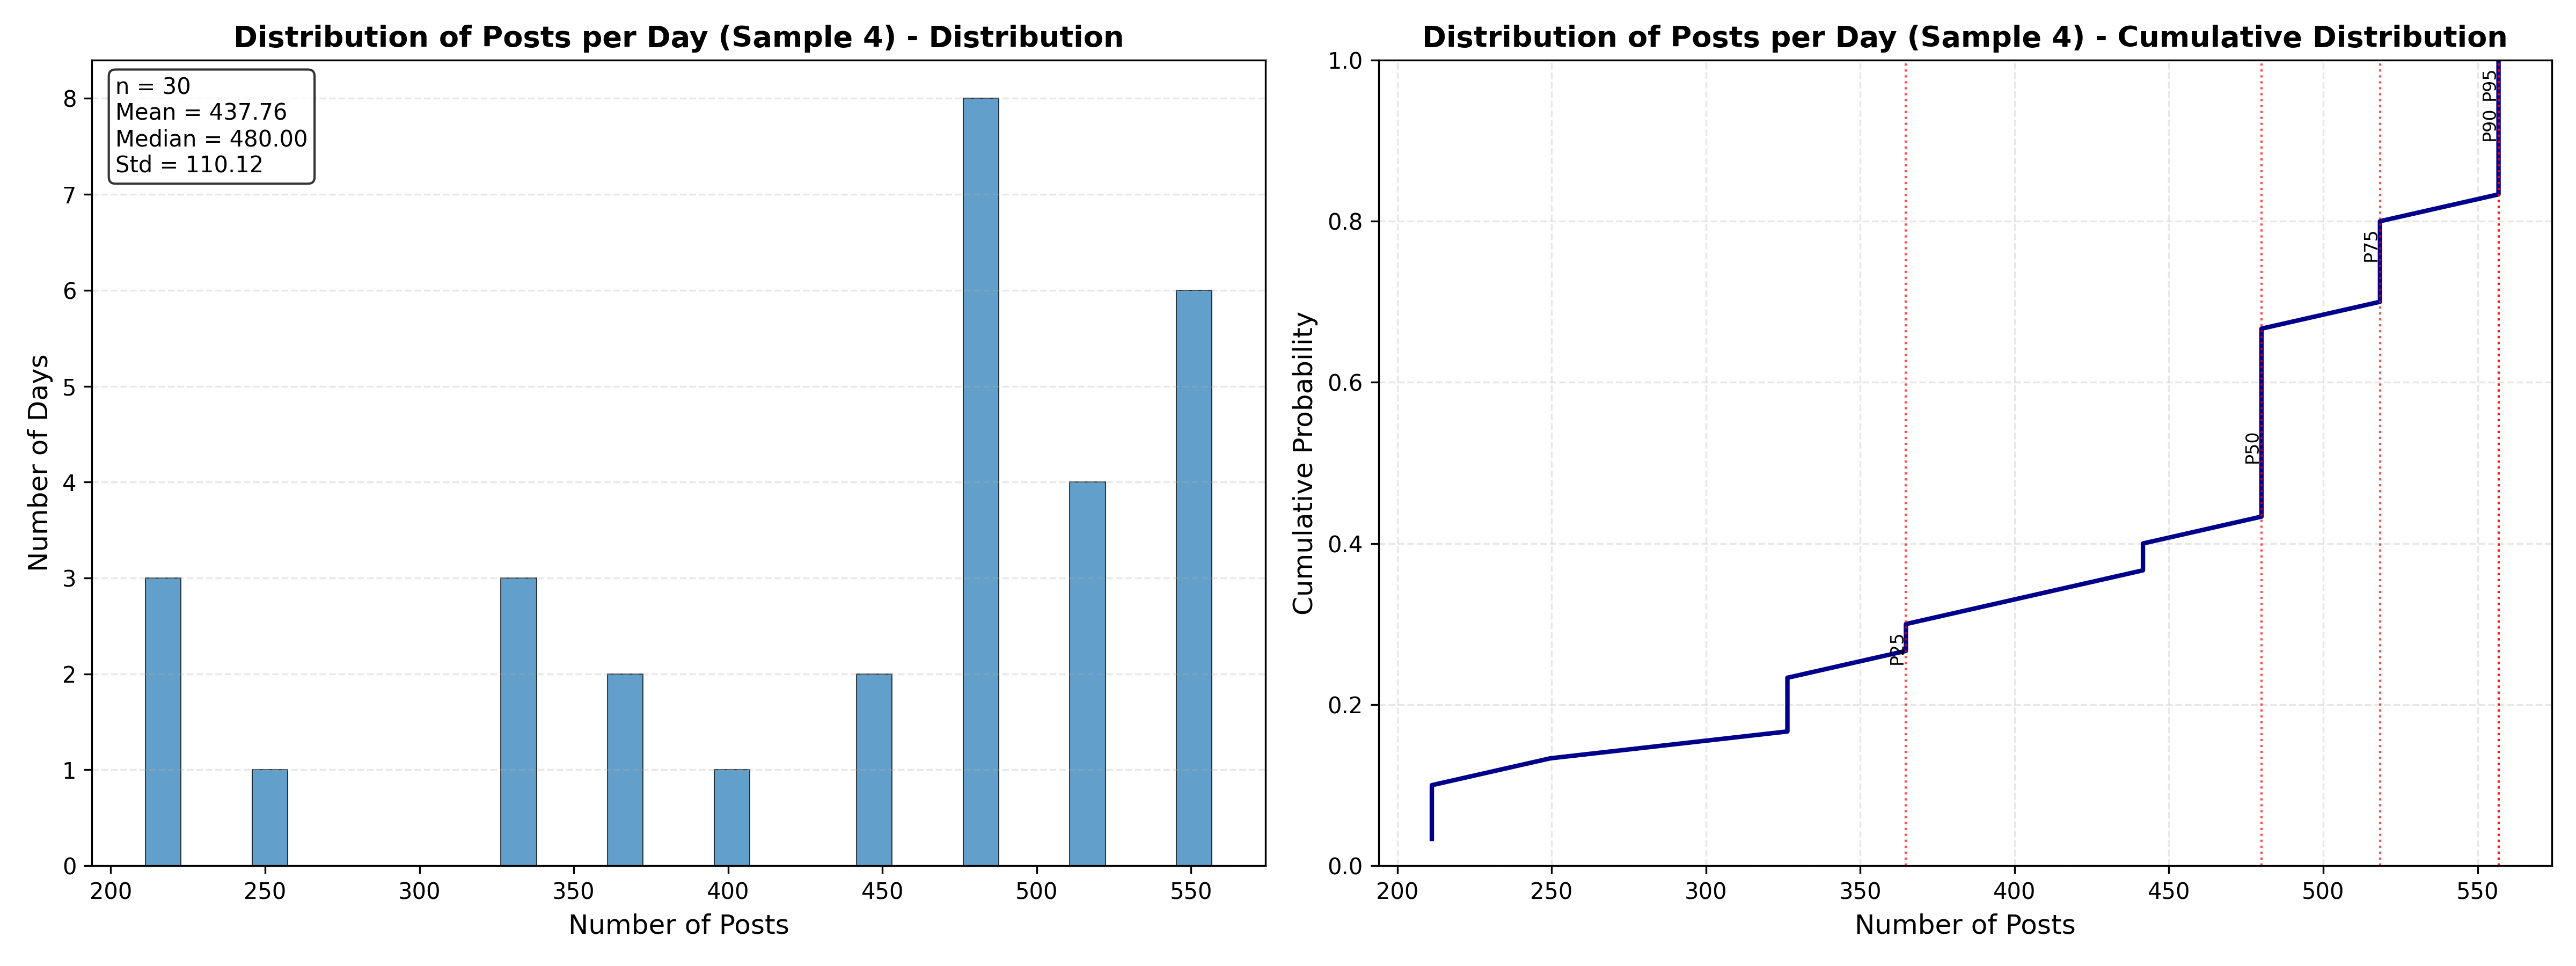 Distribution of Posts per Day (Sample 4) - Distribution
n = 30
Mean = 437.76
Median = 480.00
Std = 110.12
Number of Days
8
7
6
5
4
3
2
1
0
200 250 300 350 400 450 500 550
Number of Posts
Distribution of Posts per Day (Sample 4) - Cumulative Distribution
Cumulative Probability
1.0
0.8
0.6
0.4
0.2
0.0
P25
P50
P75
P90
P95
200 250 300 350 400 450 500 550
Number of Posts